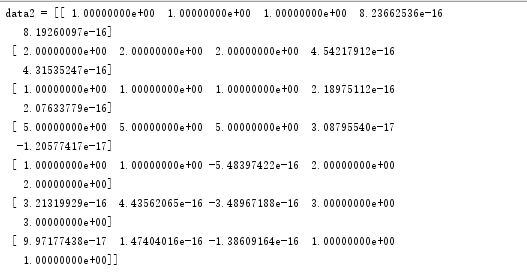 data2 = [[ 1.00000000e+00 1.00000000e+00 1.00000000e+00 8.23662536e-16
8.19260097e-16]
[ 2.00000000e+00 2.00000000e+00 2.00000000e+00 4.54217912e-16
4.31535247e-16]
[ 1.00000000e+00 1.00000000e+00 1.00000000e+00 2.18975112e-16
2.07633779e-16]
[ 5.00000000e+00 5.00000000e+00 5.00000000e+00 3.08795540e-17
-1.20577417e-17]
[ 1.00000000e+00 1.00000000e+00 -5.48397422e-16 2.00000000e+00
2.00000000e+00]
[ 3.21319929e-16 4.43562065e-16 -3.48967188e-16 3.00000000e+00
3.00000000e+00]
[ 9.97177438e-17 1.47404016e-16 -1.38609164e-16 1.00000000e+00
1.00000000e+00]]